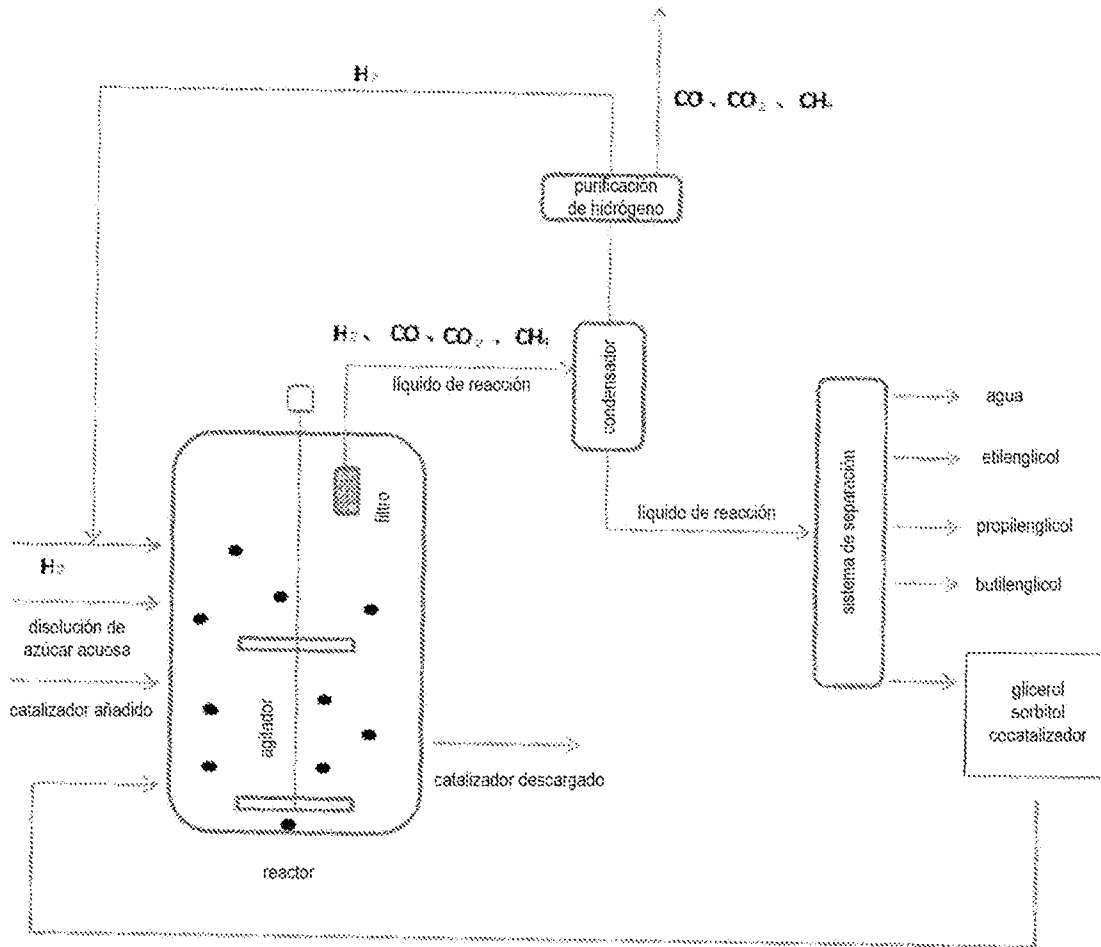 H₂
CO、CO₂、CH₄
purificación
de hidrógeno
H₂、CO、CO₂、CH₄
líquido de reacción
condensador
filtro
líquido de reacción
sistema de separación
agua
etilenglicol
propilenglicol
butilenglicol
H₂
disolución de
azúcar acuosa
catalizador añadido
agitador
catalizador descargado
glicerol
sorbitol
cocatalizador
reactor